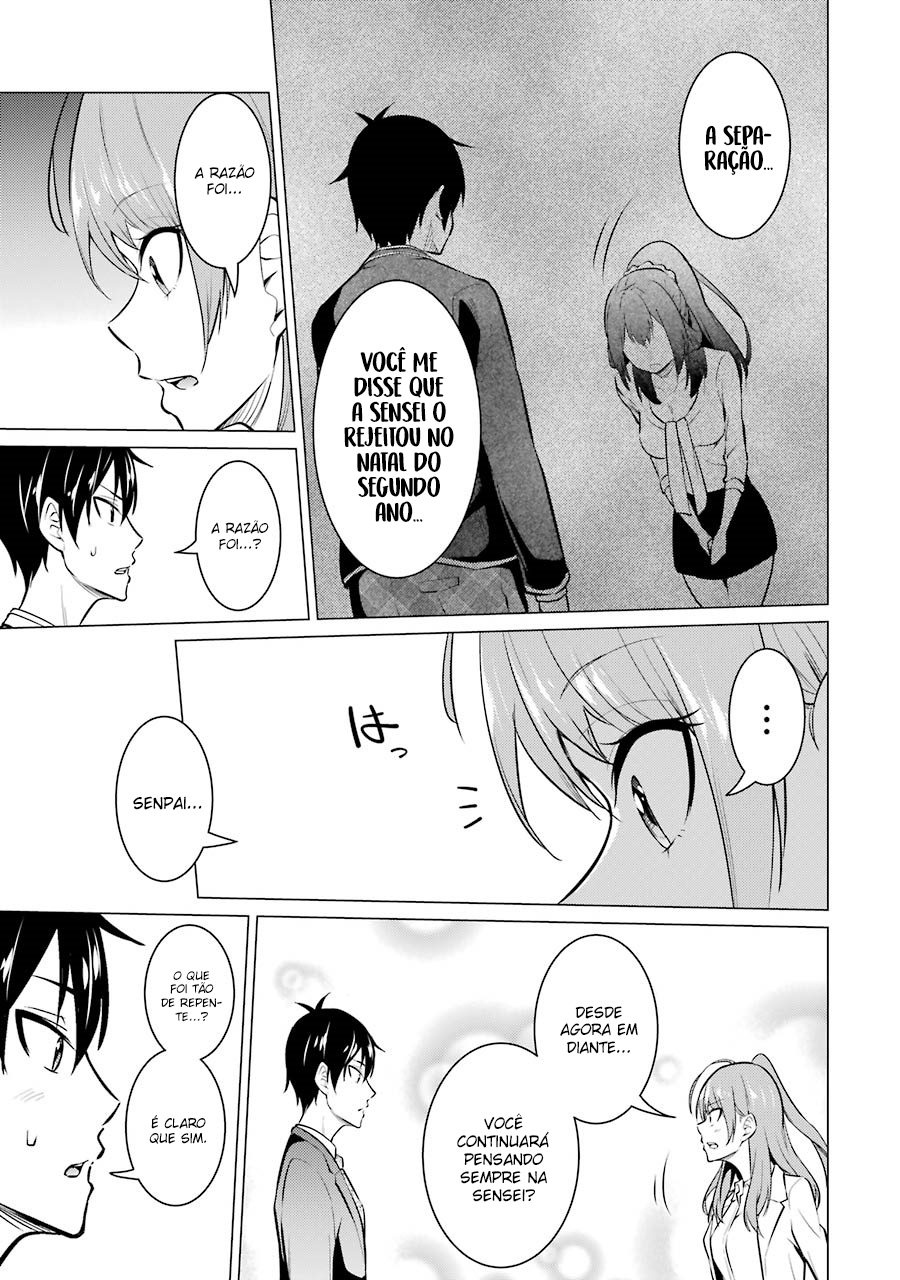 A SEPA-
RAÇÃO...
VOCÊ ME
DISSE QUE
A SENSEI O
REJEITOU NO
NATAL DO
SEGUNDO
ANO...
A RAZÃO
FOI...
A RAZÃO
FOI...?
...
はっ
SENPAI...
DESDE
AGORA EM
DIANTE...
VOCÊ
CONTINUARÁ
PENSANDO
SEMPRE NA
SENSEI?
O QUE
FOI TÃO
DE REPEN-
TE...?
É CLARO
QUE SIM.